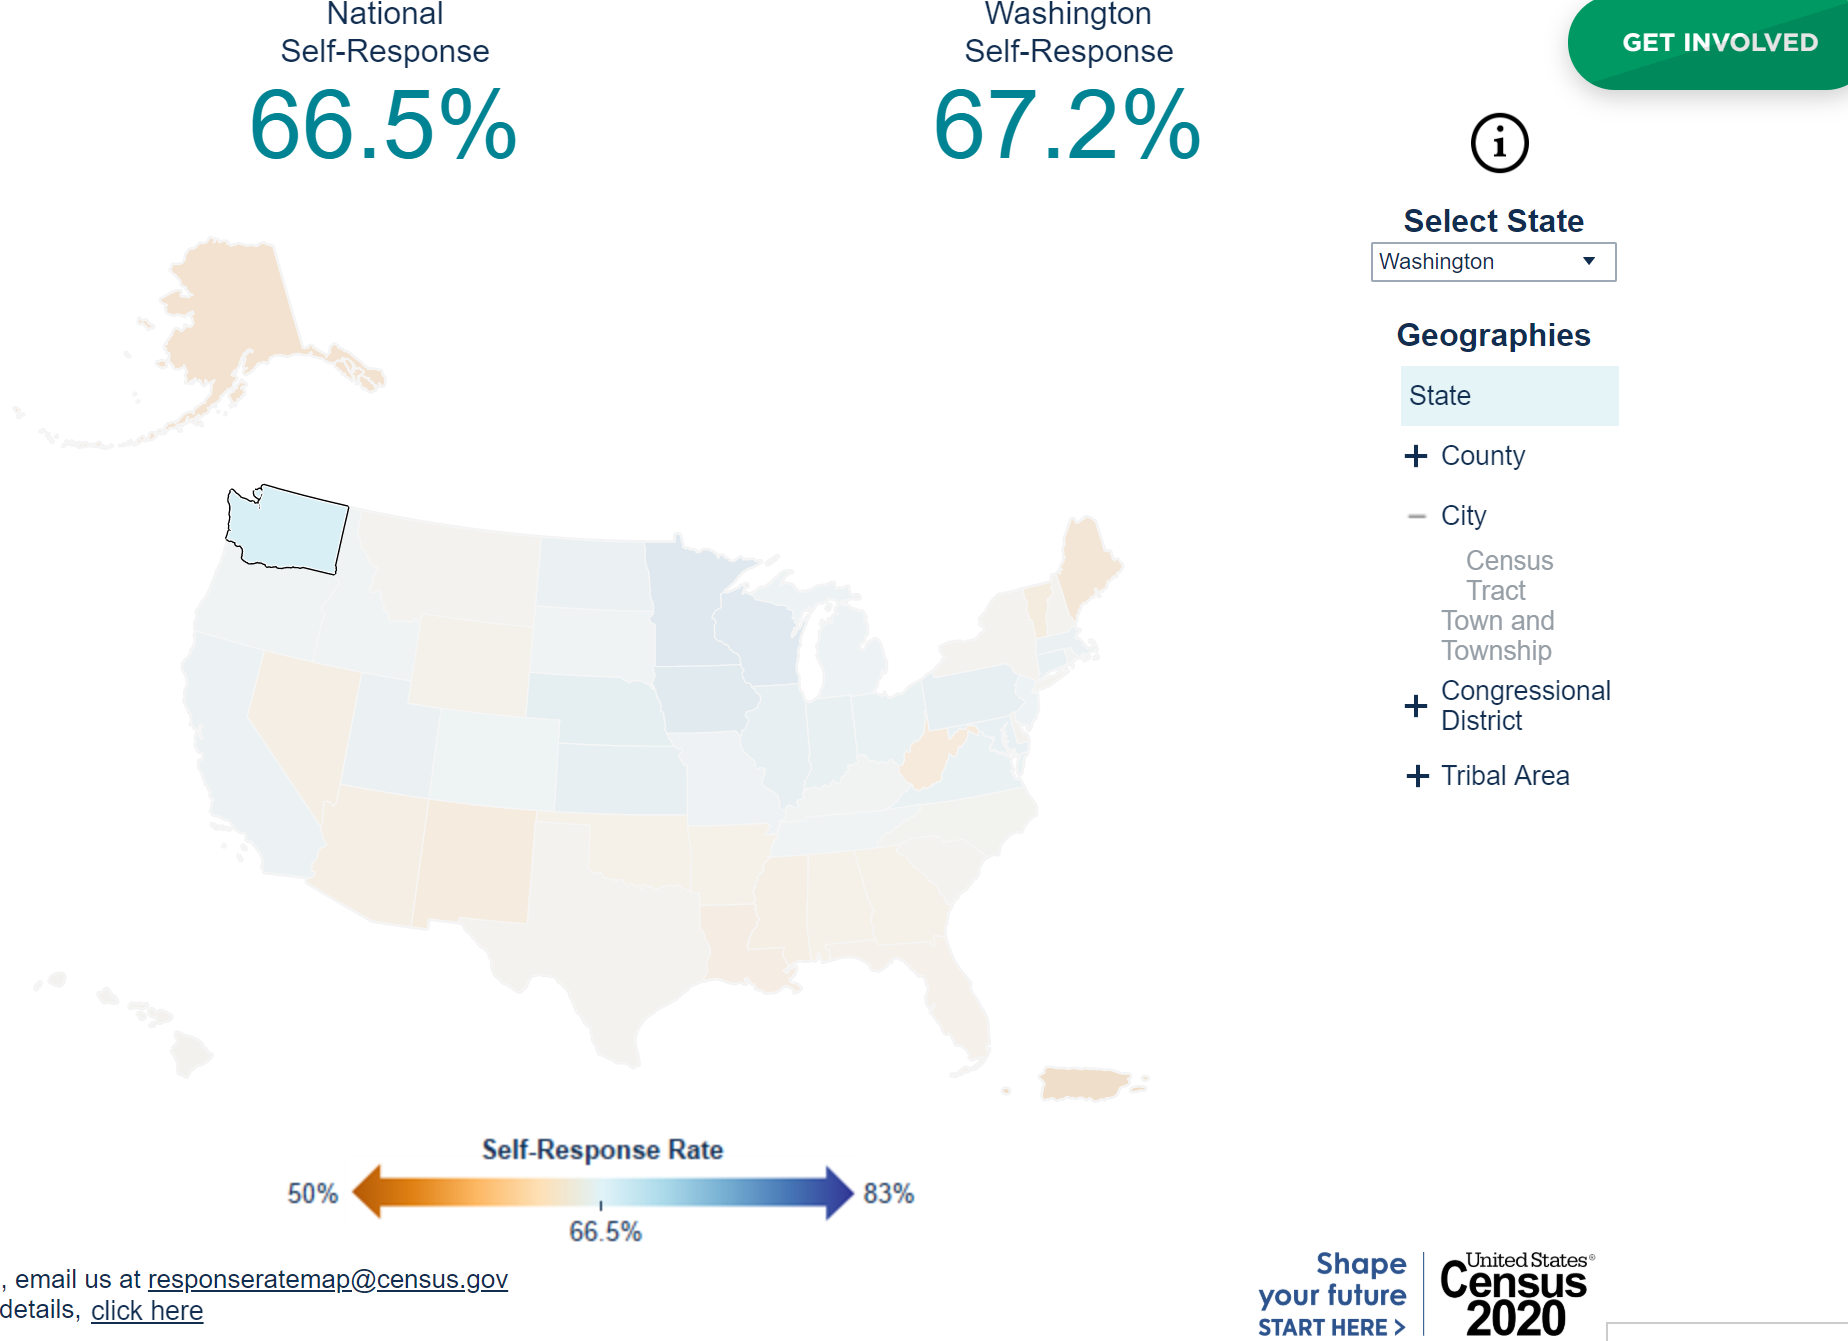 National
Self-Response
66.5%
Washington
Self-Response
67.2%
GET INVOLVED
i
Select State
Washington
Geographies
State
+ County
− City
Census
Tract
Town and
Township
+ Congressional
District
+ Tribal Area
Self-Response Rate
50%
83%
66.5%
, email us at responseratemap@census.gov
details, click here
Shape
your future
START HERE >
United States®
Census
2020